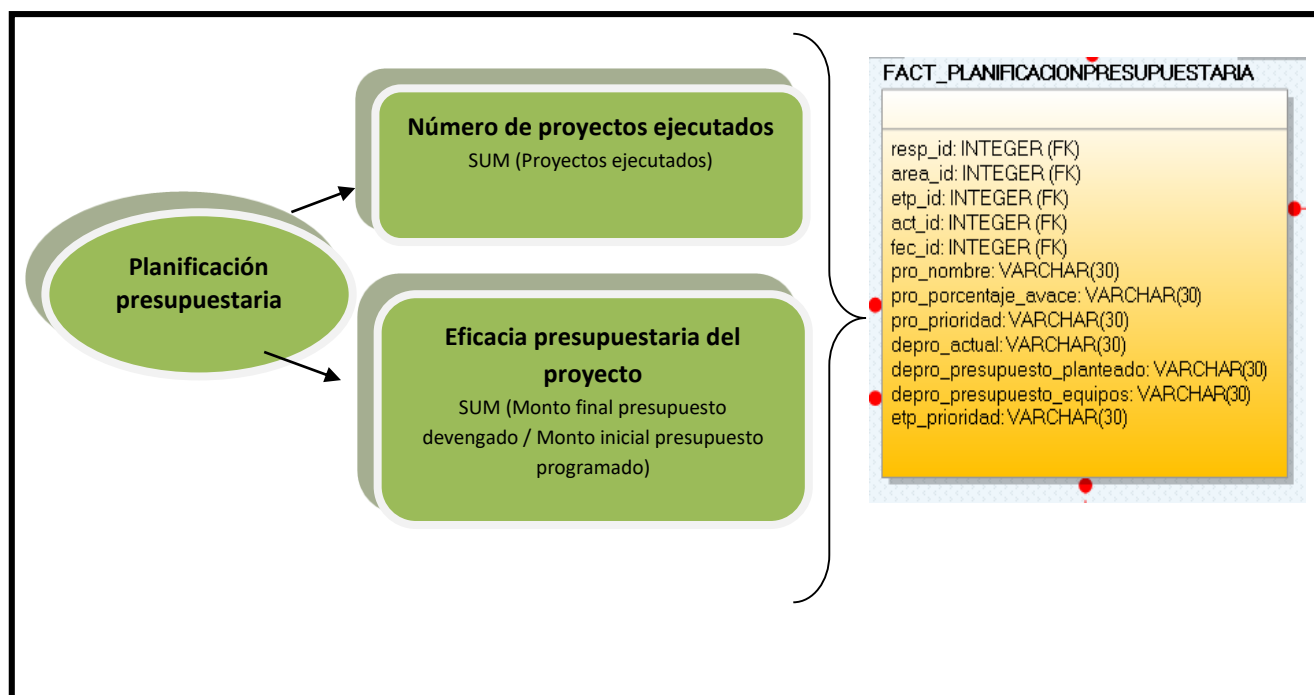 Planificación
presupuestaria
Número de proyectos ejecutados
SUM (Proyectos ejecutados)
Eficacia presupuestaria del
proyecto
SUM (Monto final presupuesto
devengado / Monto inicial presupuesto
programado)
FACT_PLANIFICACIONPRESUPUESTARIA
resp_id: INTEGER (FK)
area_id: INTEGER (FK)
etp_id: INTEGER (FK)
act_id: INTEGER (FK)
fec_id: INTEGER (FK)
pro_nombre: VARCHAR(30)
pro_porcentaje_avace: VARCHAR(30)
pro_prioridad: VARCHAR(30)
depro_actual: VARCHAR(30)
depro_presupuesto_planteado: VARCHAR(30)
depro_presupuesto_equipos: VARCHAR(30)
etp_prioridad: VARCHAR(30)